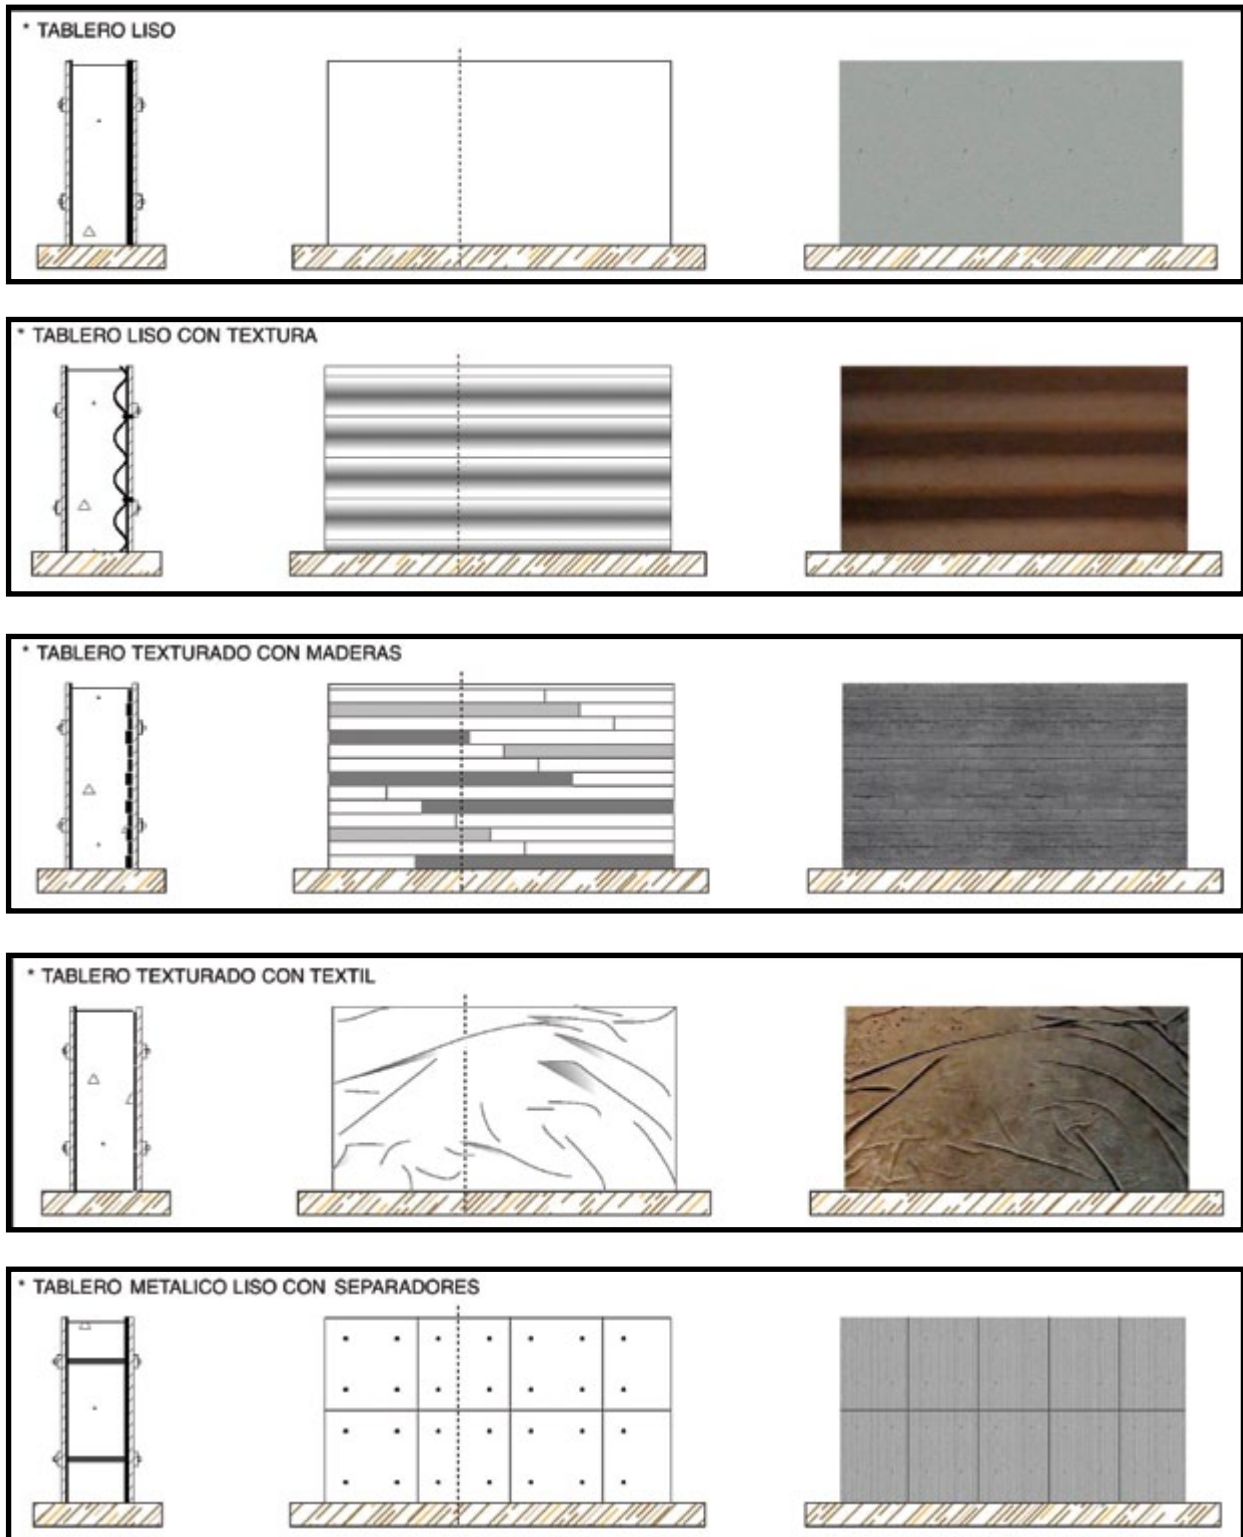 * TABLERO LISO
* TABLERO LISO CON TEXTURA
* TABLERO TEXTURADO CON MADERAS
* TABLERO TEXTURADO CON TEXTIL
* TABLERO METALICO LISO CON SEPARADORES